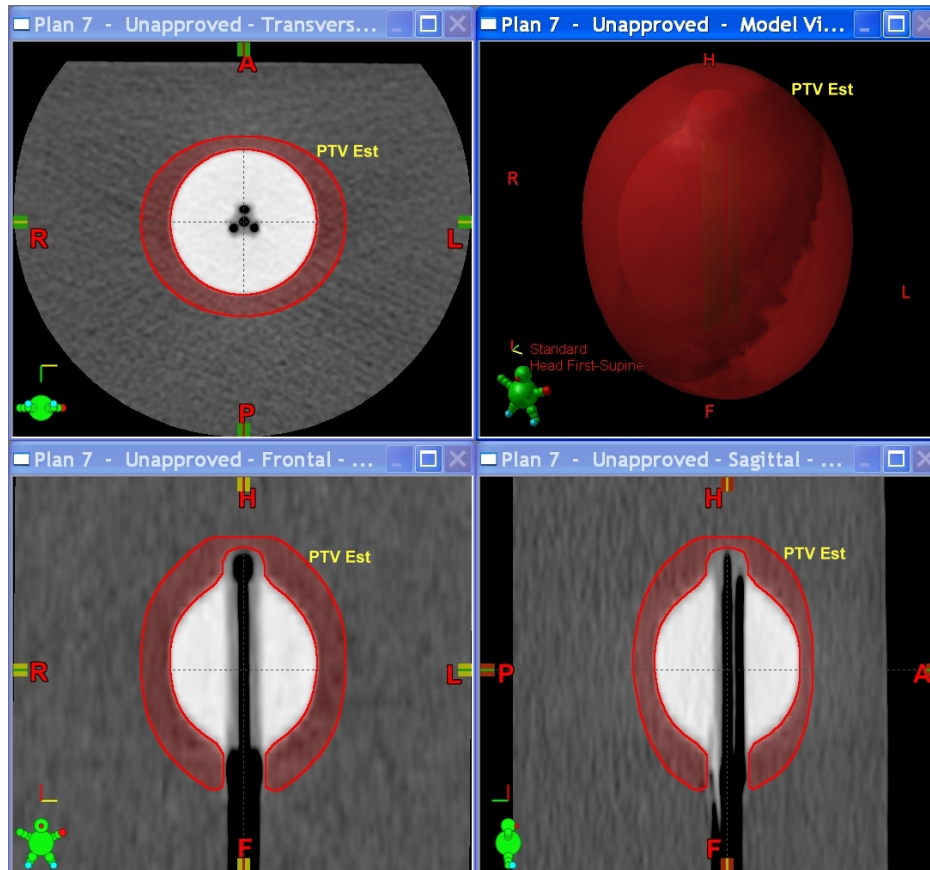 Plan 7 - Unapproved - Transvers...
A
PTV Est
R
L
P
Plan 7 - Unapproved - Model Vi...
H
PTV Est
R
L
Standard
Head First-Supine
F
Plan 7 - Unapproved - Frontal - ...
H
PTV Est
R
L
F
Plan 7 - Unapproved - Sagittal - ...
H
PTV Est
P
A
F